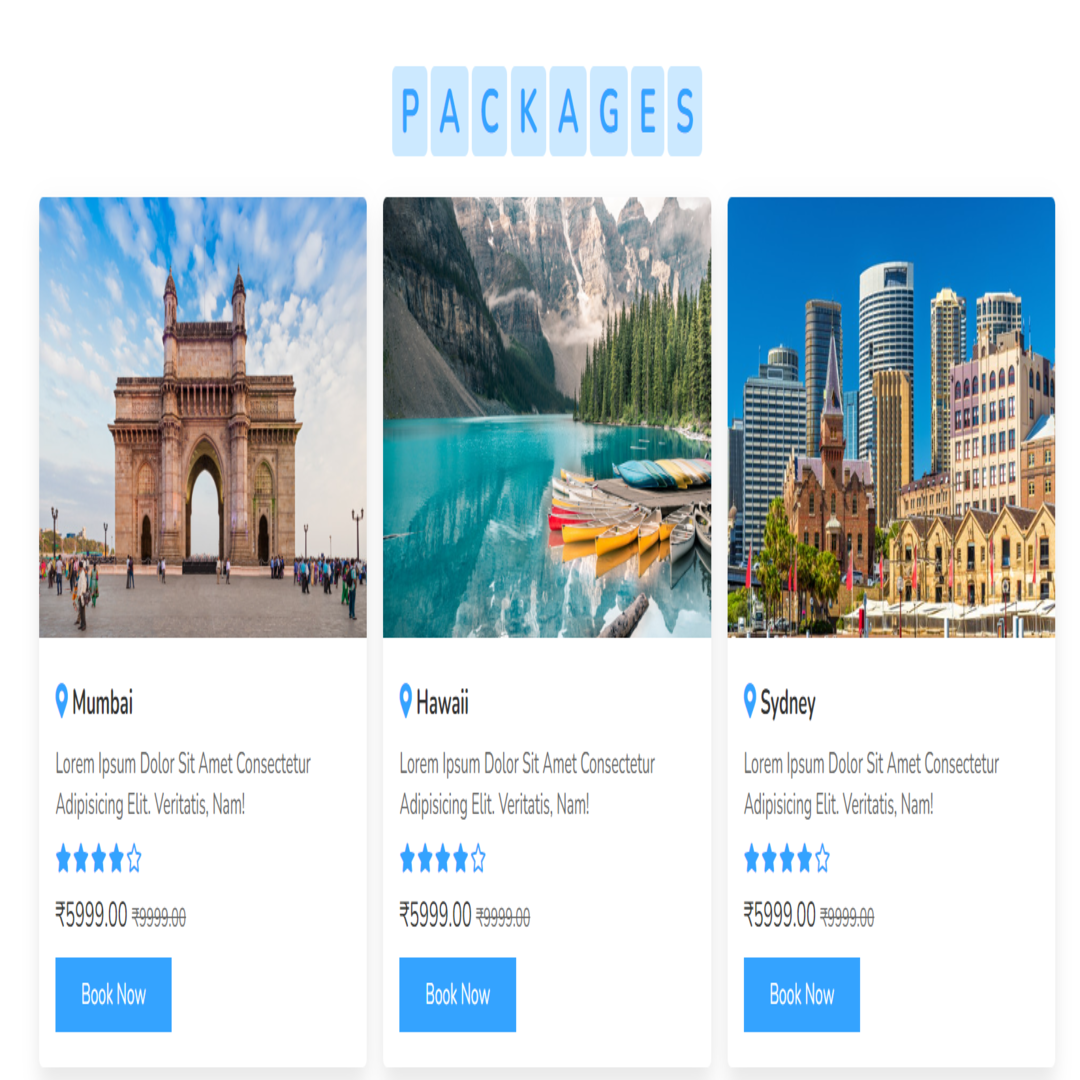 PACKAGES
Mumbai
Lorem Ipsum Dolor Sit Amet Consectetur
Adipisicing Elit. Veritatis, Nam!
₹5999.00 ₹9999.00
Book Now
Hawaii
Lorem Ipsum Dolor Sit Amet Consectetur
Adipisicing Elit. Veritatis, Nam!
₹5999.00 ₹9999.00
Book Now
Sydney
Lorem Ipsum Dolor Sit Amet Consectetur
Adipisicing Elit. Veritatis, Nam!
₹5999.00 ₹9999.00
Book Now